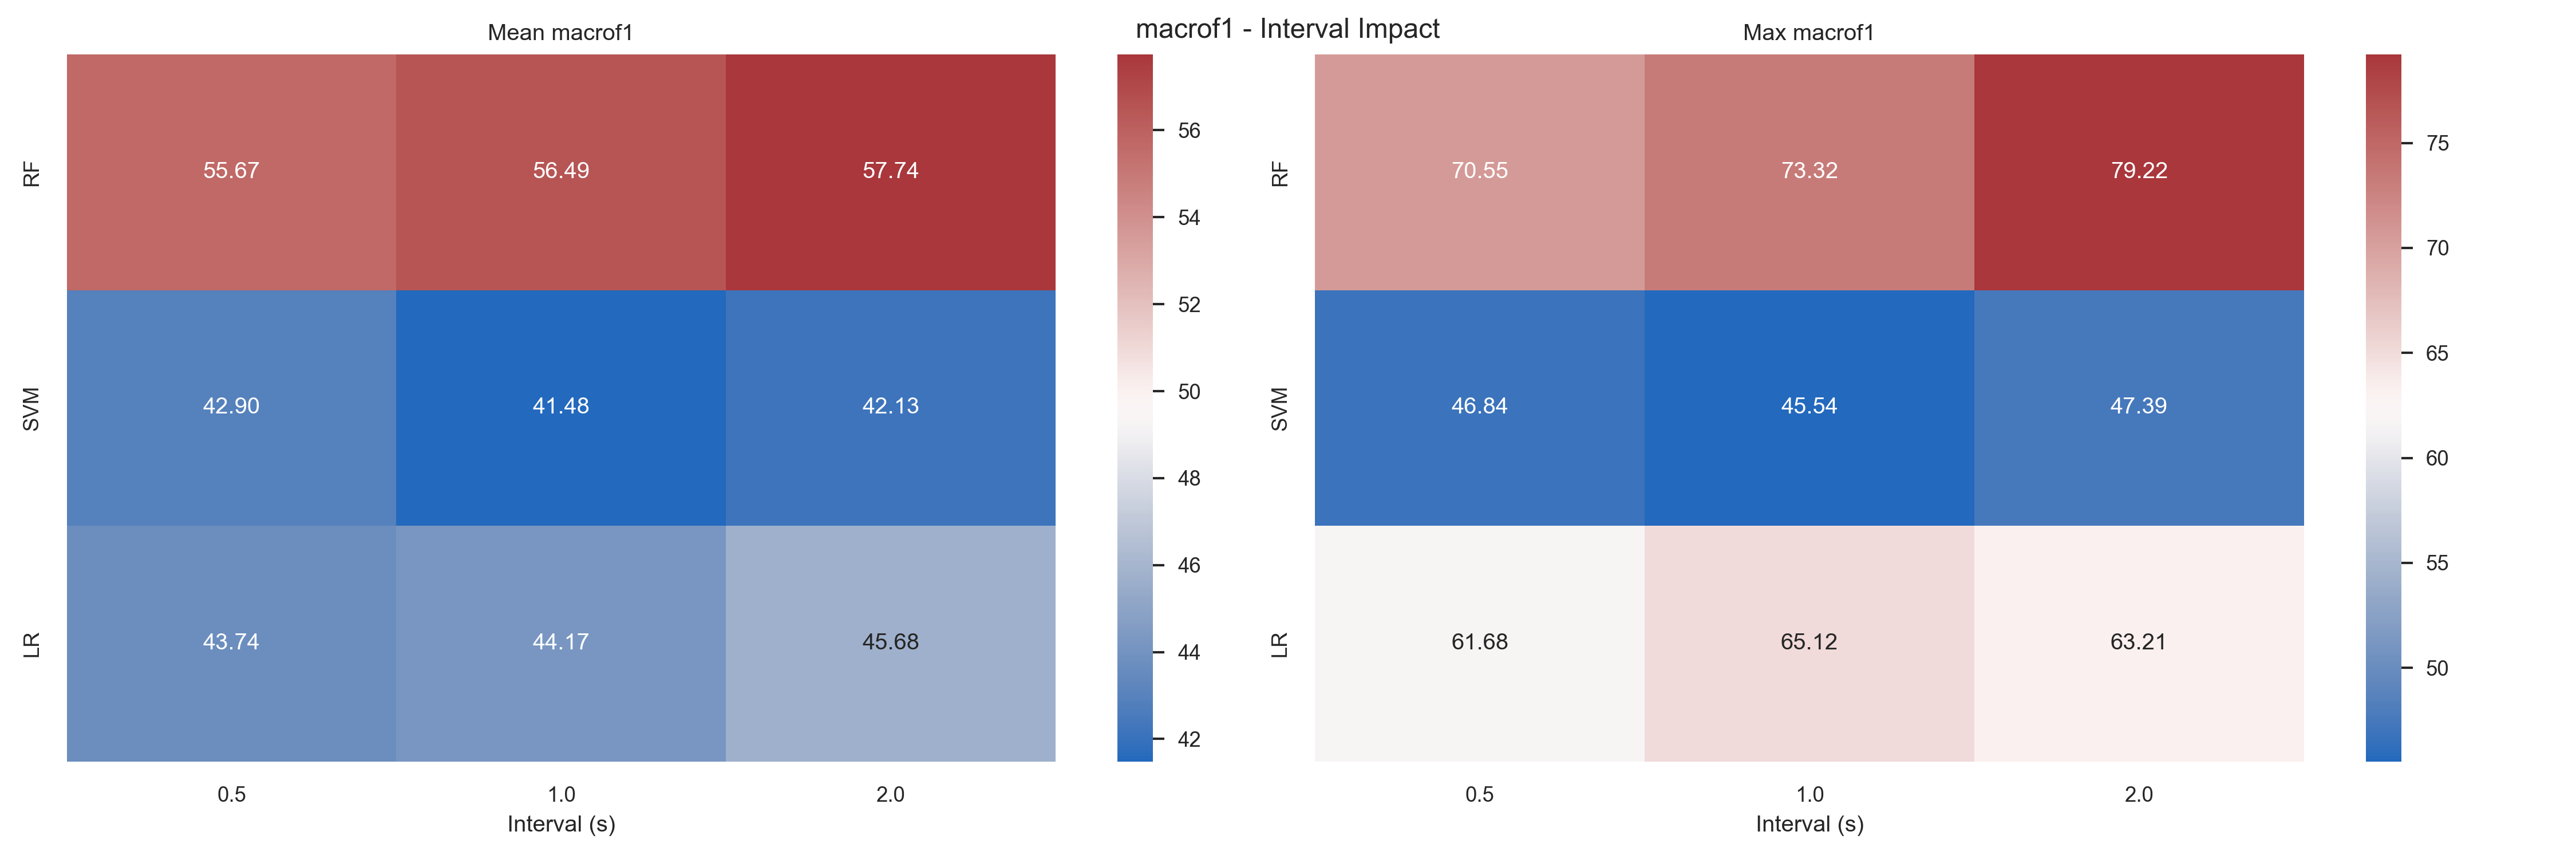 macrof1 - Interval Impact
Mean macrof1
RF 55.67 56.49 57.74
SVM 42.90 41.48 42.13
LR 43.74 44.17 45.68
0.5 1.0 2.0
Interval (s)
56
54
52
50
48
46
44
42
Max macrof1
RF 70.55 73.32 79.22
SVM 46.84 45.54 47.39
LR 61.68 65.12 63.21
0.5 1.0 2.0
Interval (s)
75
70
65
60
55
50